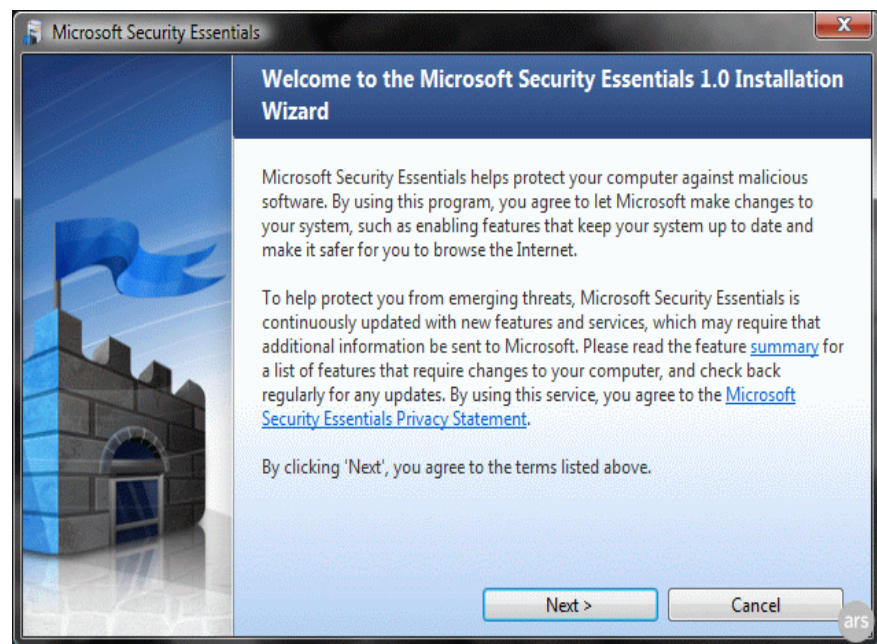 Microsoft Security Essentials
Welcome to the Microsoft Security Essentials 1.0 Installation
Wizard
Microsoft Security Essentials helps protect your computer against malicious
software. By using this program, you agree to let Microsoft make changes to
your system, such as enabling features that keep your system up to date and
make it safer for you to browse the Internet.
To help protect you from emerging threats, Microsoft Security Essentials is
continuously updated with new features and services, which may require that
additional information be sent to Microsoft. Please read the feature summary for
a list of features that require changes to your computer, and check back
regularly for any updates. By using this service, you agree to the Microsoft
Security Essentials Privacy Statement.
By clicking 'Next', you agree to the terms listed above.
Next >
Cancel
ars